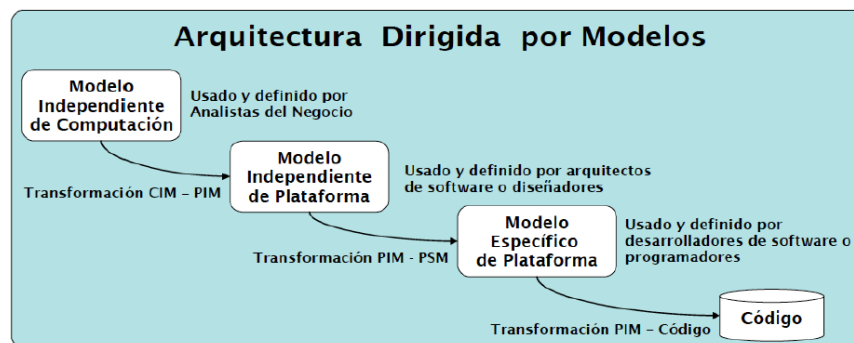 Arquitectura Dirigida por Modelos
Modelo
Independiente
de Computación
Usado y definido por
Analistas del Negocio
Transformación CIM – PIM
Modelo
Independiente
de Plataforma
Usado y definido por arquitectos
de software o diseñadores
Transformación PIM - PSM
Modelo
Específico
de Plataforma
Usado y definido por
desarrolladores de software o
programadores
Transformación PIM – Código
Código